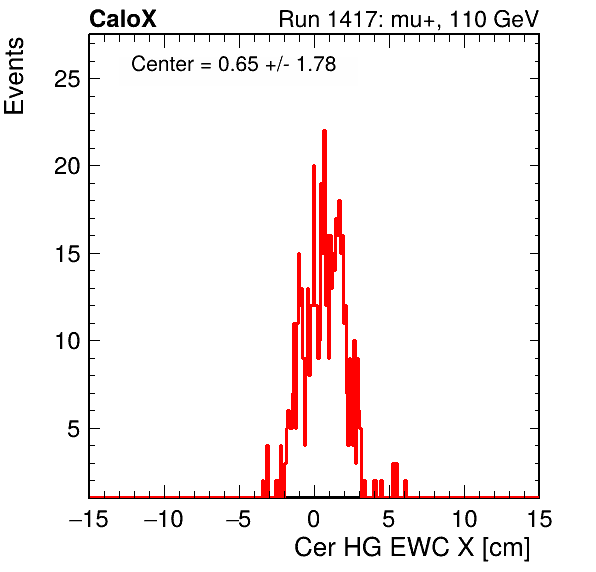 CaloX Run 1417: mu+, 110 GeV
Events
Center = 0.65 +/- 1.78
25
20
15
10
5
−15 −10 −5 0 5 10 15
Cer HG EWC X [cm]